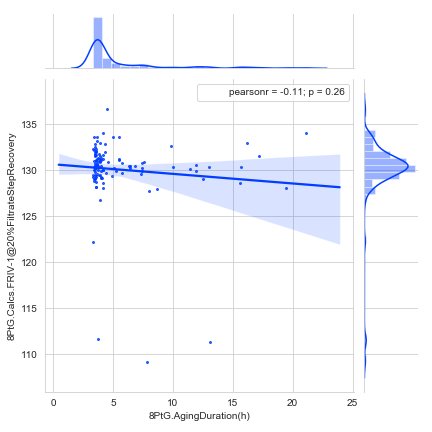 pearsonr = -0.11; p = 0.26
8PtG.Calcs.FRIV-1@20%FiltrateStepRecovery
135
130
125
120
115
110
0 5 10 15 20 25
8PtG.AgingDuration(h)